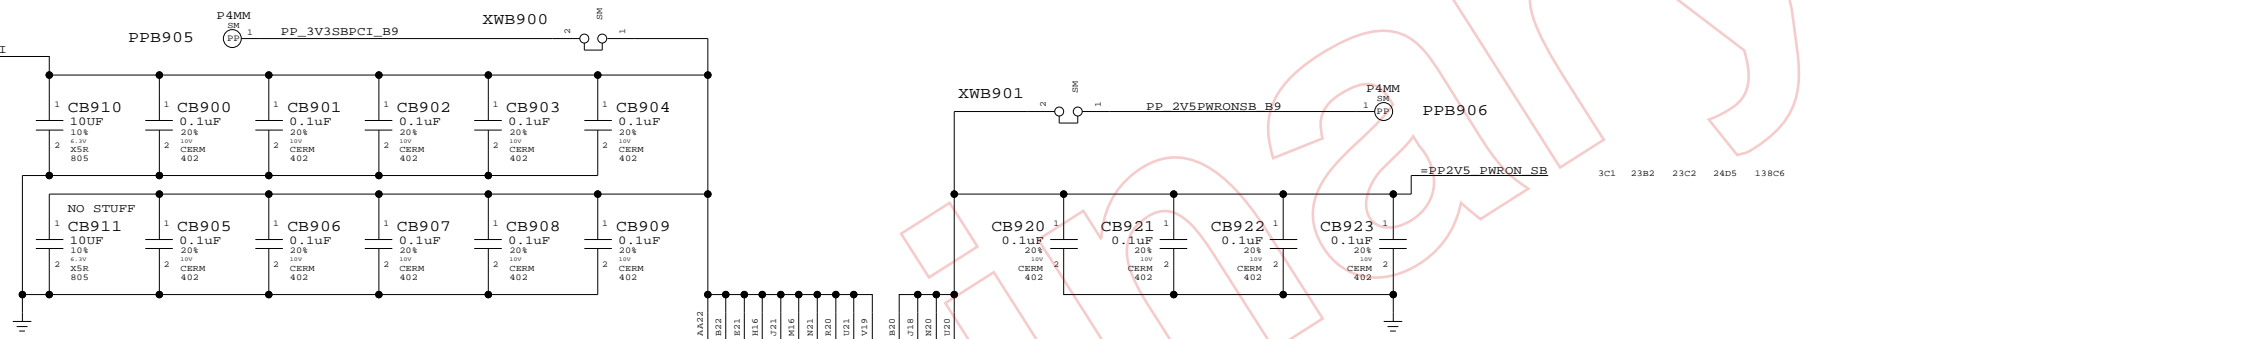 P4MM
SM
PPB905 PP 1 PP_3V3SBPCI_B9 XWB900 2 SM 1
I
1 CB910 10UF 10% 6.3V X5R 805 2
1 CB900 0.1uF 20% 10V CERM 402 2
1 CB901 0.1uF 20% 10V CERM 402 2
1 CB902 0.1uF 20% 10V CERM 402 2
1 CB903 0.1uF 20% 10V CERM 402 2
1 CB904 0.1uF 20% 10V CERM 402 2
NO STUFF
1 CB911 10UF 10% 6.3V X5R 805 2
1 CB905 0.1uF 20% 10V CERM 402 2
1 CB906 0.1uF 20% 10V CERM 402 2
1 CB907 0.1uF 20% 10V CERM 402 2
1 CB908 0.1uF 20% 10V CERM 402 2
1 CB909 0.1uF 20% 10V CERM 402 2
AA22 B22 E21 H16 J21 M16 N21 R20 U21 V19
B20 J18 N20 U20
XWB901 2 SM 1 PP_2V5PWRONSB_B9 1 P4MM SM PP PPB906
=PP2V5_PWRON_SB 3C1 23B2 23C2 24D5 138C6
CB920 1 0.1uF 20% 10V CERM 402 2
CB921 1 0.1uF 20% 10V CERM 402 2
CB922 1 0.1uF 20% 10V CERM 402 2
CB923 1 0.1uF 20% 10V CERM 402 2
inary